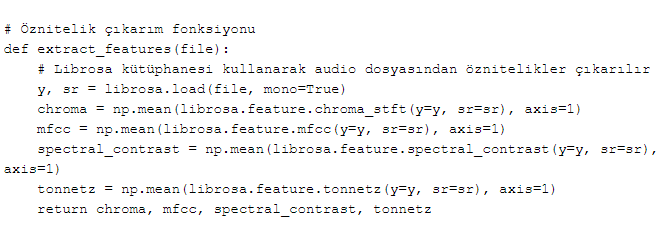 # Öznitelik çıkarım fonksiyonu
def extract_features(file):
    # Librosa kütüphanesi kullanarak audio dosyasından öznitelikler çıkarılır
    y, sr = librosa.load(file, mono=True)
    chroma = np.mean(librosa.feature.chroma_stft(y=y, sr=sr), axis=1)
    mfcc = np.mean(librosa.feature.mfcc(y=y, sr=sr), axis=1)
    spectral_contrast = np.mean(librosa.feature.spectral_contrast(y=y, sr=sr),
axis=1)
    tonnetz = np.mean(librosa.feature.tonnetz(y=y, sr=sr), axis=1)
    return chroma, mfcc, spectral_contrast, tonnetz